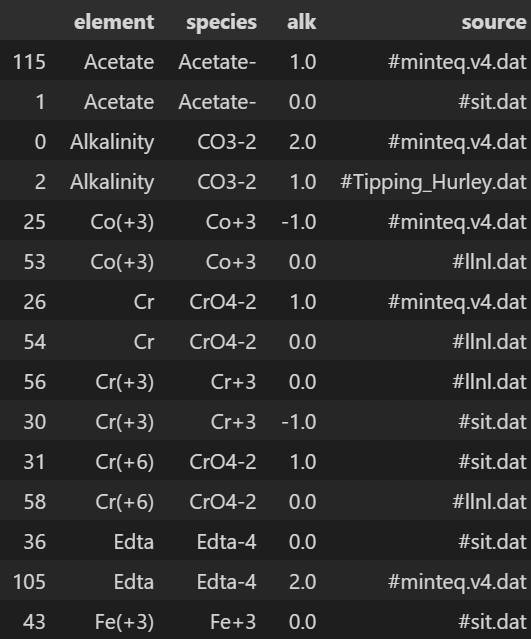 element species alk source
115 Acetate Acetate- 1.0 #minteq.v4.dat
1 Acetate Acetate- 0.0 #sit.dat
0 Alkalinity CO3-2 2.0 #minteq.v4.dat
2 Alkalinity CO3-2 1.0 #Tipping_Hurley.dat
25 Co(+3) Co+3 -1.0 #minteq.v4.dat
53 Co(+3) Co+3 0.0 #llnl.dat
26 Cr CrO4-2 1.0 #minteq.v4.dat
54 Cr CrO4-2 0.0 #llnl.dat
56 Cr(+3) Cr+3 0.0 #llnl.dat
30 Cr(+3) Cr+3 -1.0 #sit.dat
31 Cr(+6) CrO4-2 1.0 #sit.dat
58 Cr(+6) CrO4-2 0.0 #llnl.dat
36 Edta Edta-4 0.0 #sit.dat
105 Edta Edta-4 2.0 #minteq.v4.dat
43 Fe(+3) Fe+3 0.0 #sit.dat